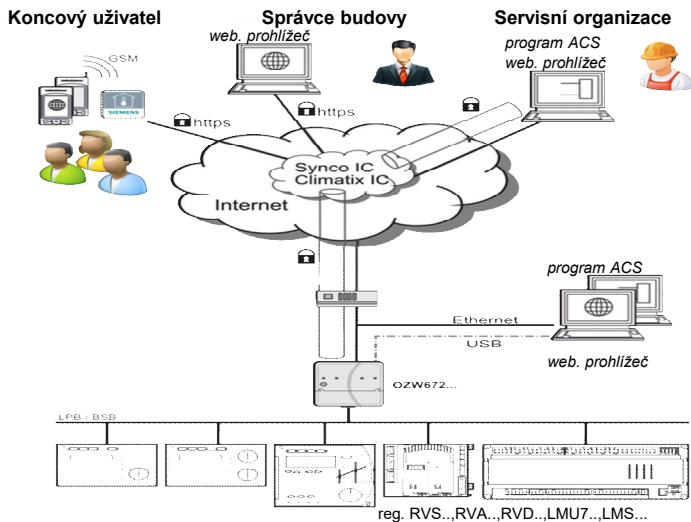 Koncový uživatel
Správce budovy
Servisní organizace
web. prohlížeč
program ACS
web. prohlížeč
GSM
SIEMENS
https
https
Synco IC
Climatix IC
Internet
program ACS
Ethernet
USB
web. prohlížeč
OZW672...
LPB / BSB
reg. RVS..,RVA..,RVD..,LMU7..,LMS...